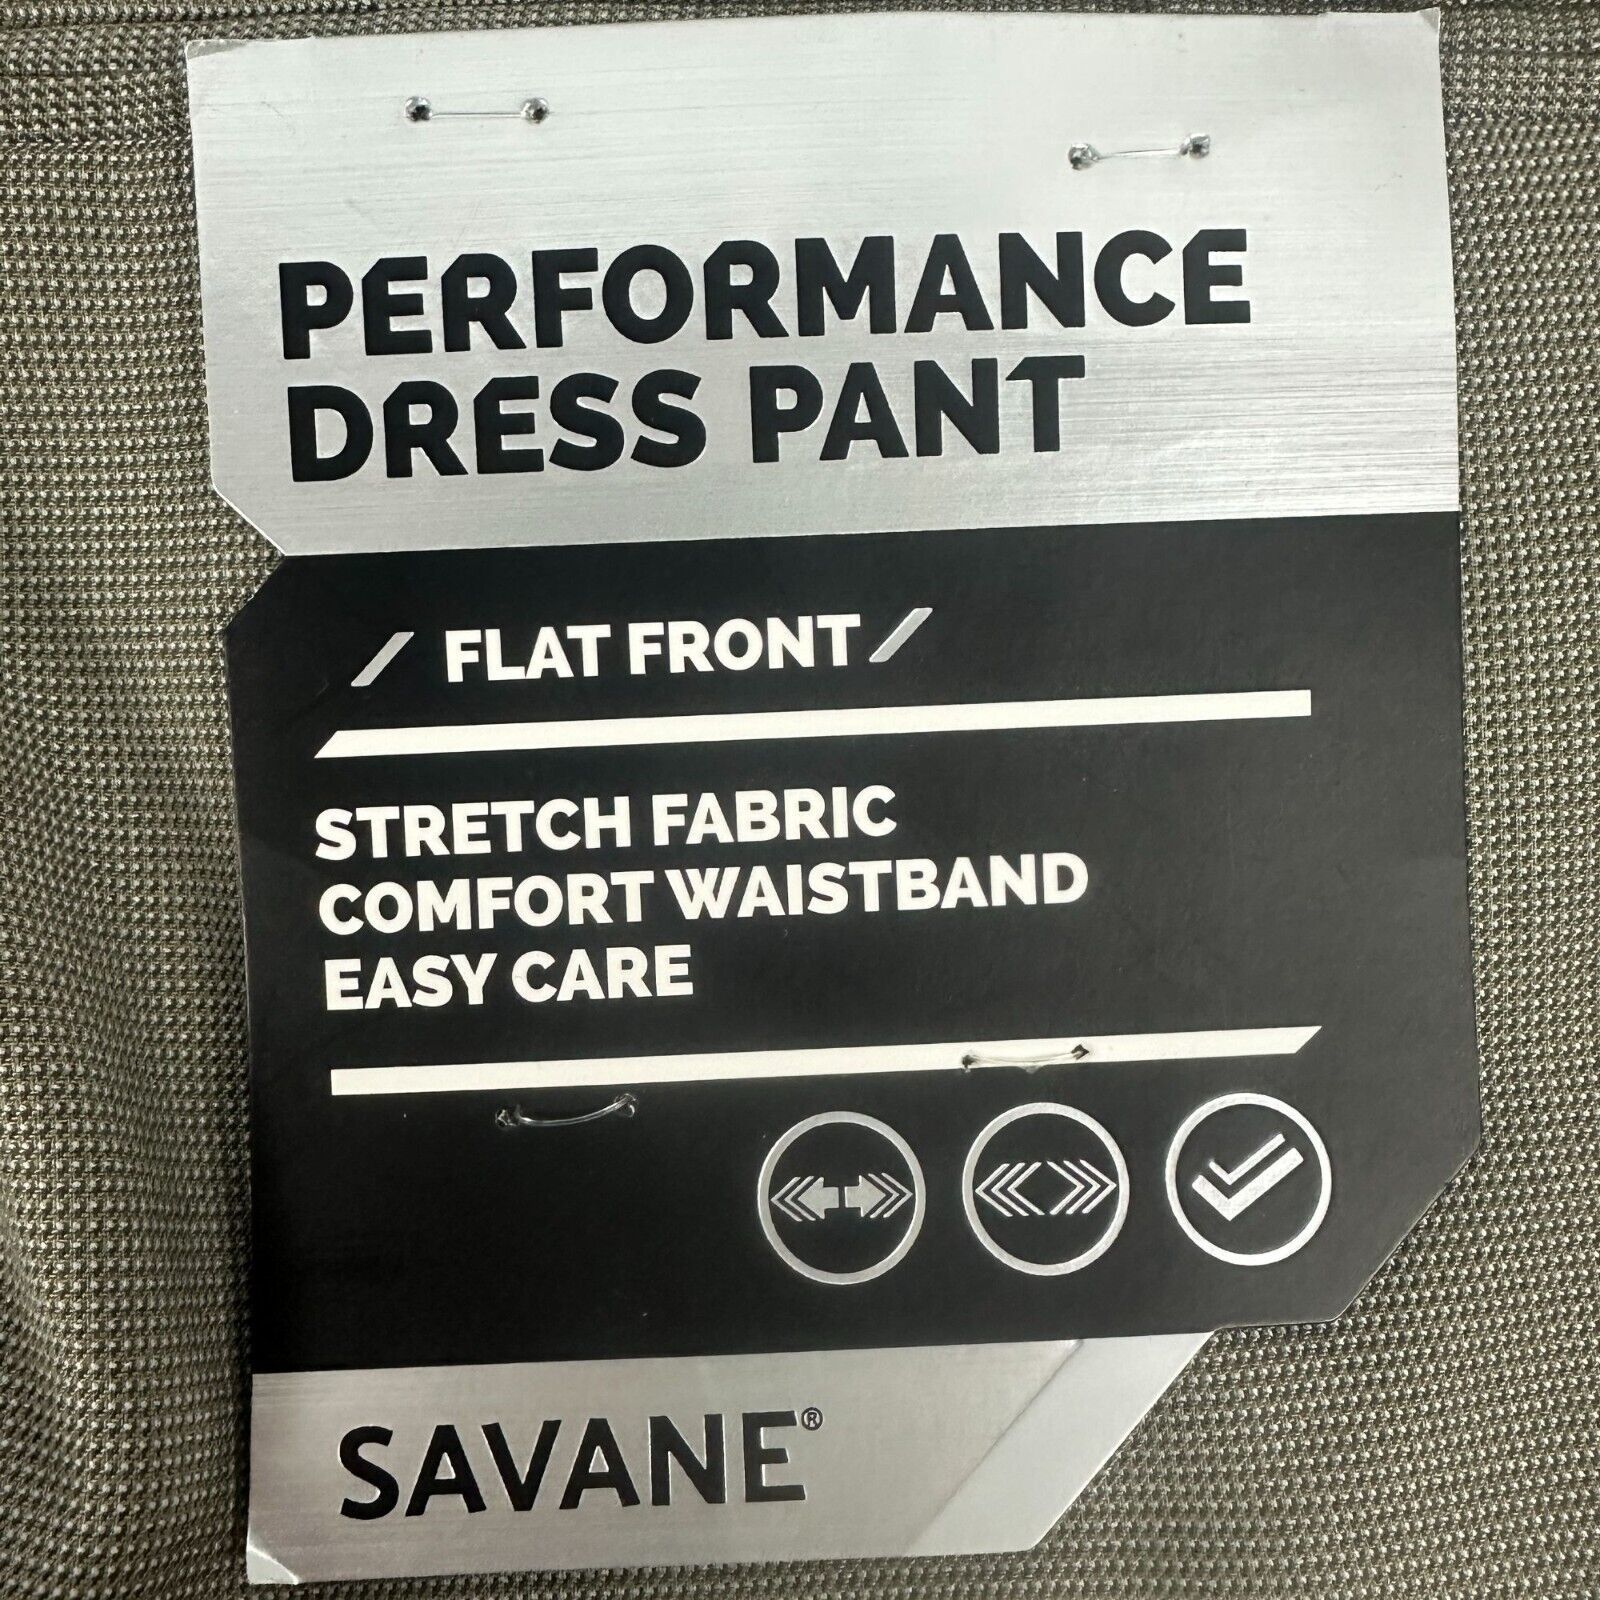 PERFORMANCE
DRESS PANT
/ FLAT FRONT /
STRETCH FABRIC
COMFORT WAISTBAND
EASY CARE
SAVANE®